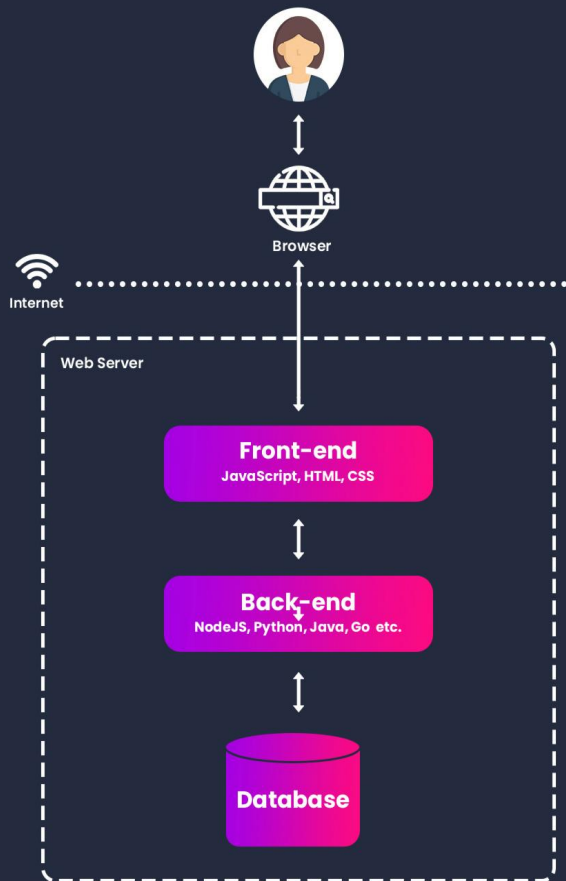 Browser
Internet
Web Server
Front-end
JavaScript, HTML, CSS
Back-end
NodeJS, Python, Java, Go etc.
Database